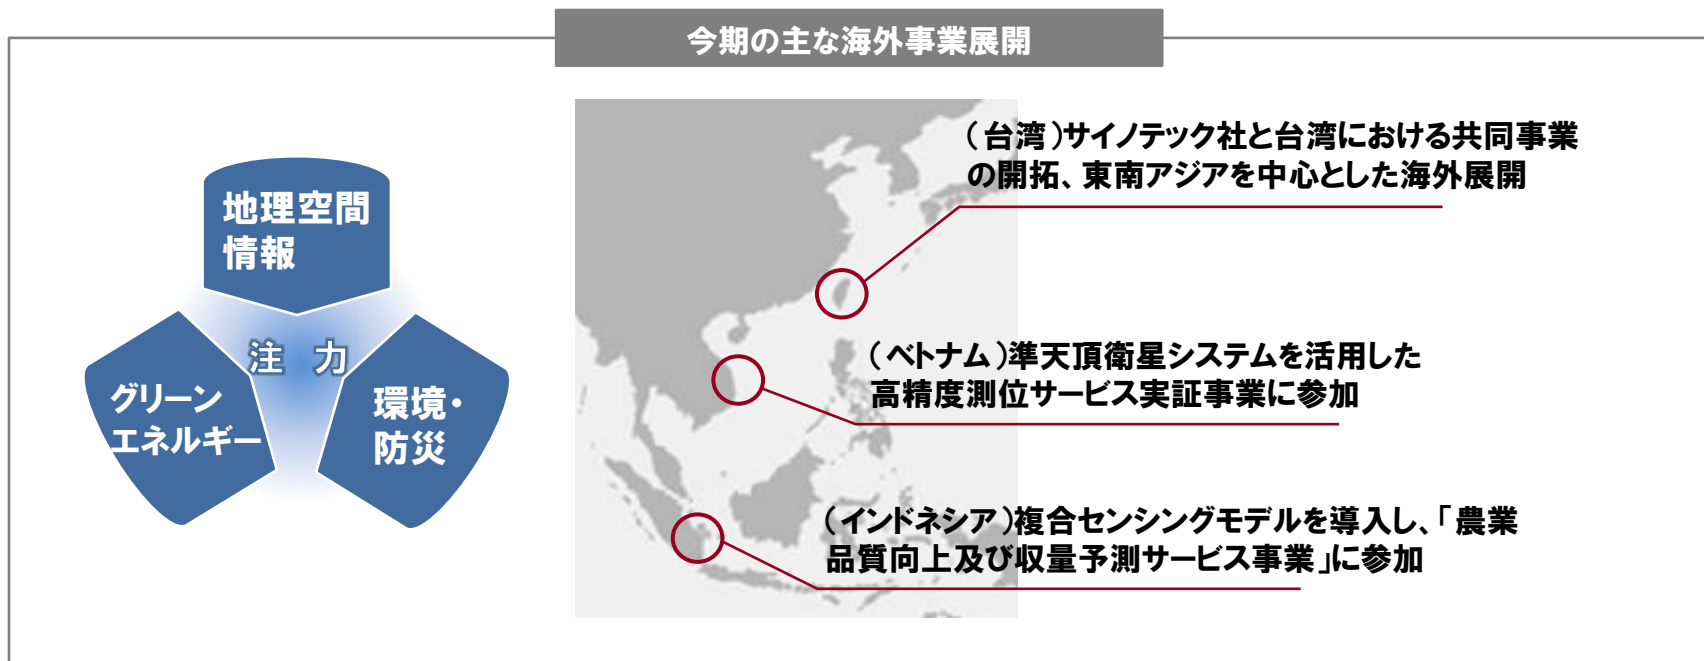 今期の主な海外事業展開
地理空間
情報
注 力
グリーン
エネルギー
環境・
防災
（台湾）サイノテック社と台湾における共同事業
の開拓、東南アジアを中心とした海外展開
（ベトナム）準天頂衛星システムを活用した
高精度測位サービス実証事業に参加
（インドネシア）複合センシングモデルを導入し、「農業
品質向上及び収量予測サービス事業」に参加